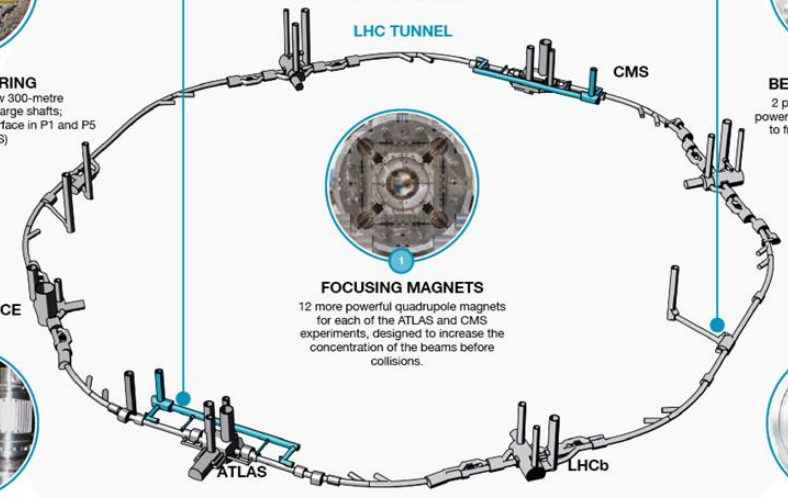 LHC TUNNEL
CMS
RING
300-metre
arge shafts;
rface in P1 and P5
S)
BE
2 p
power
to f
1
FOCUSING MAGNETS
12 more powerful quadrupole magnets
for each of the ATLAS and CMS
experiments, designed to increase the
concentration of the beams before
collisions.
CE
ATLAS
LHCb